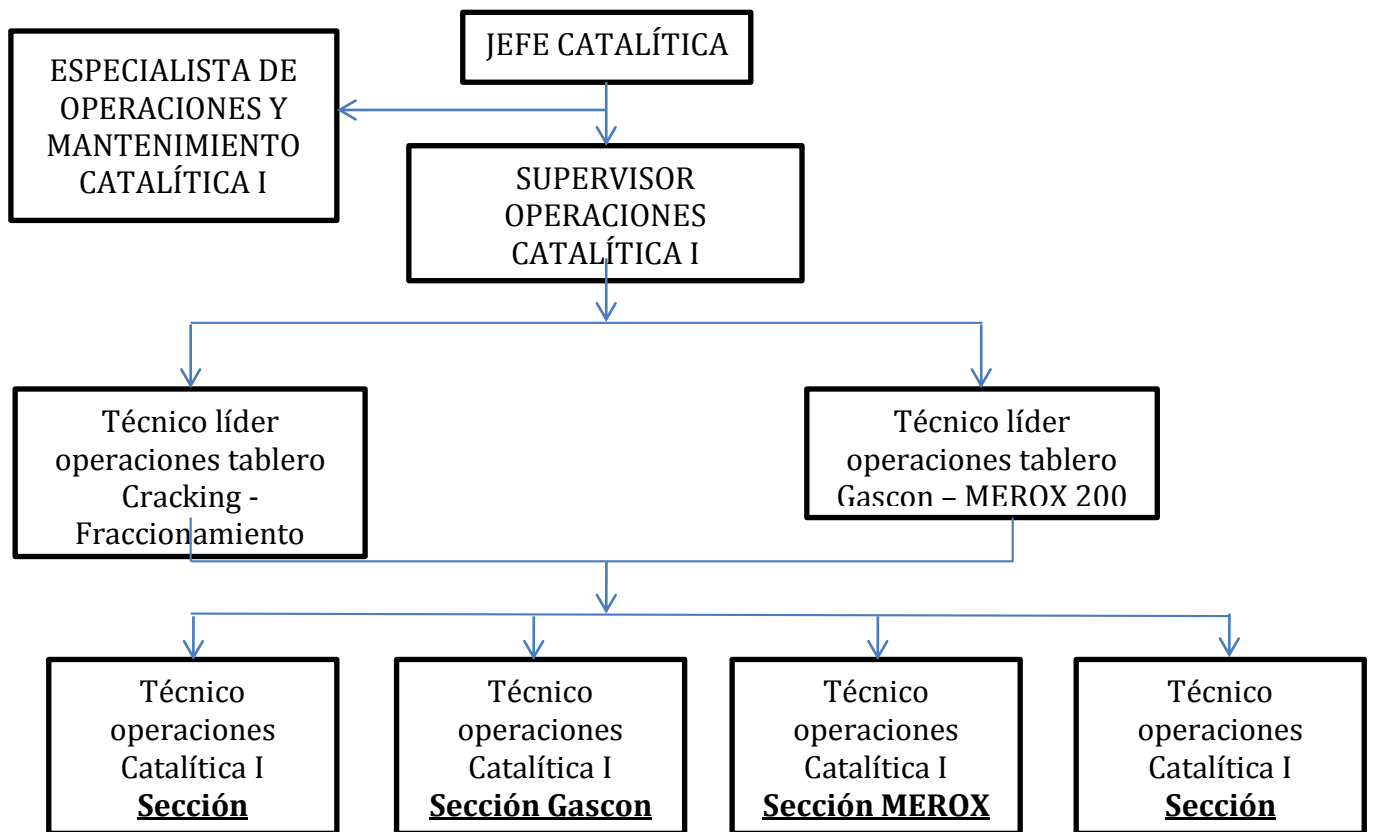 JEFE CATALÍTICA
ESPECIALISTA DE
OPERACIONES Y
MANTENIMIENTO
CATALÍTICA I
SUPERVISOR
OPERACIONES
CATALÍTICA I
Técnico líder
operaciones tablero
Cracking -
Fraccionamiento
Técnico líder
operaciones tablero
Gascon – MEROX 200
Técnico
operaciones
Catalítica I
Sección
Técnico
operaciones
Catalítica I
Sección Gascon
Técnico
operaciones
Catalítica I
Sección MEROX
Técnico
operaciones
Catalítica I
Sección